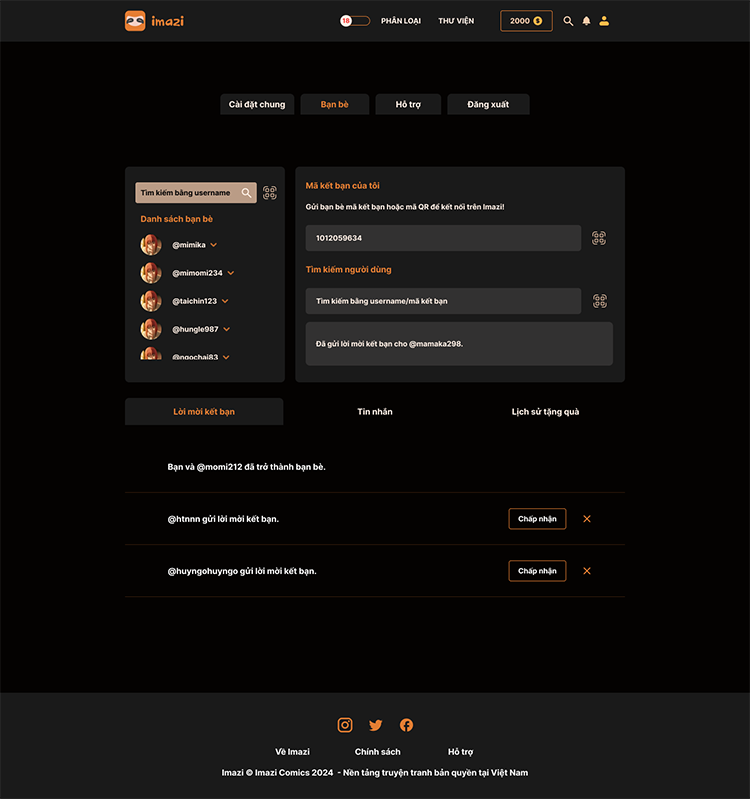 imazi
18
PHÂN LOẠI
THƯ VIỆN
2000 $
Cài đặt chung
Bạn bè
Hỗ trợ
Đăng xuất
Tìm kiếm bằng username
Danh sách bạn bè
@mimika
@mimomi234
@taichin123
@hungle987
@ngochai83
Mã kết bạn của tôi
Gửi bạn bè mã kết bạn hoặc mã QR để kết nối trên Imazi!
1012059634
Tìm kiếm người dùng
Tìm kiếm bằng username/mã kết bạn
Đã gửi lời mời kết bạn cho @mamaka298.
Lời mời kết bạn
Tin nhắn
Lịch sử tặng quà
Bạn và @momi212 đã trở thành bạn bè.
@htnnn gửi lời mời kết bạn.
Chấp nhận
@huyngohuyngo gửi lời mời kết bạn.
Chấp nhận
Về Imazi
Chính sách
Hỗ trợ
Imazi © Imazi Comics 2024 - Nền tảng truyện tranh bản quyền tại Việt Nam